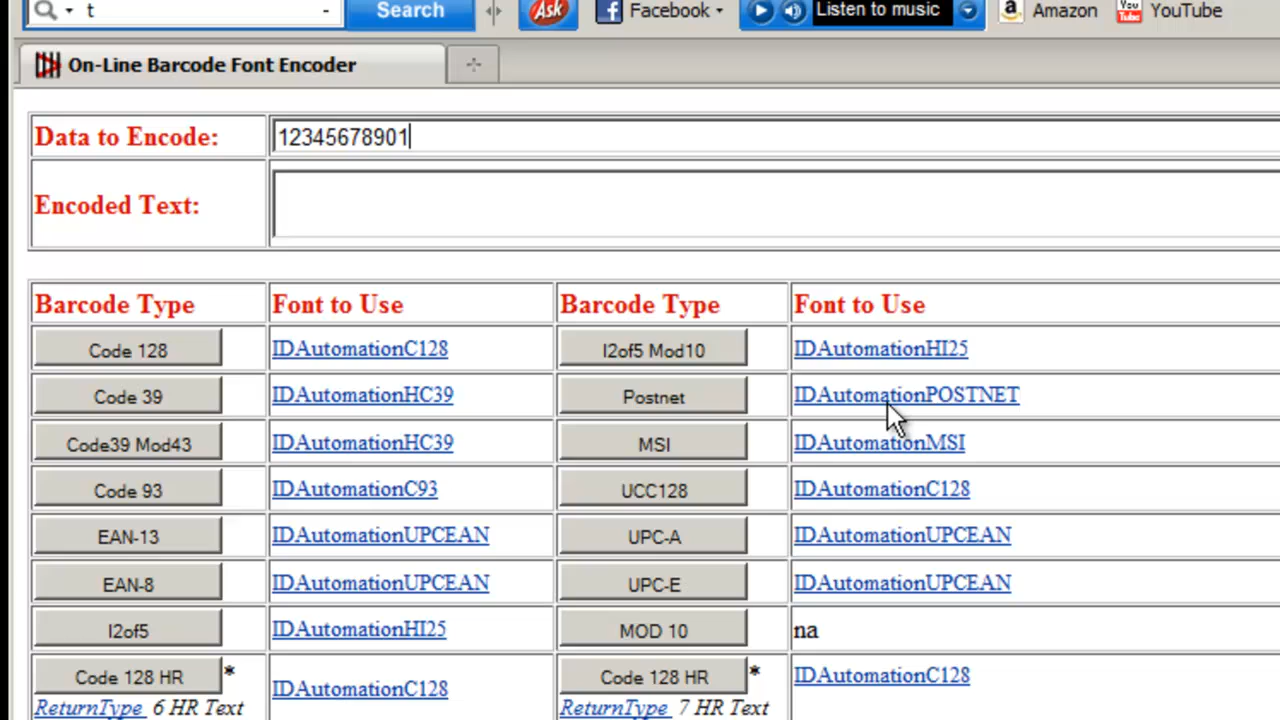 t Search Ask Facebook Listen to music Amazon You Tube YouTube
On-Line Barcode Font Encoder
Data to Encode: 12345678901
Encoded Text:
Barcode Type Font to Use Barcode Type Font to Use
Code 128 IDAutomationC128 I2of5 Mod10 IDAutomationHI25
Code 39 IDAutomationHC39 Postnet IDAutomationPOSTNET
Code39 Mod43 IDAutomationHC39 MSI IDAutomationMSI
Code 93 IDAutomationC93 UCC128 IDAutomationC128
EAN-13 IDAutomationUPCEAN UPC-A IDAutomationUPCEAN
EAN-8 IDAutomationUPCEAN UPC-E IDAutomationUPCEAN
I2of5 IDAutomationHI25 MOD 10 na
Code 128 HR * IDAutomationC128 Code 128 HR * IDAutomationC128
ReturnType 6 HR Text ReturnType 7 HR Text